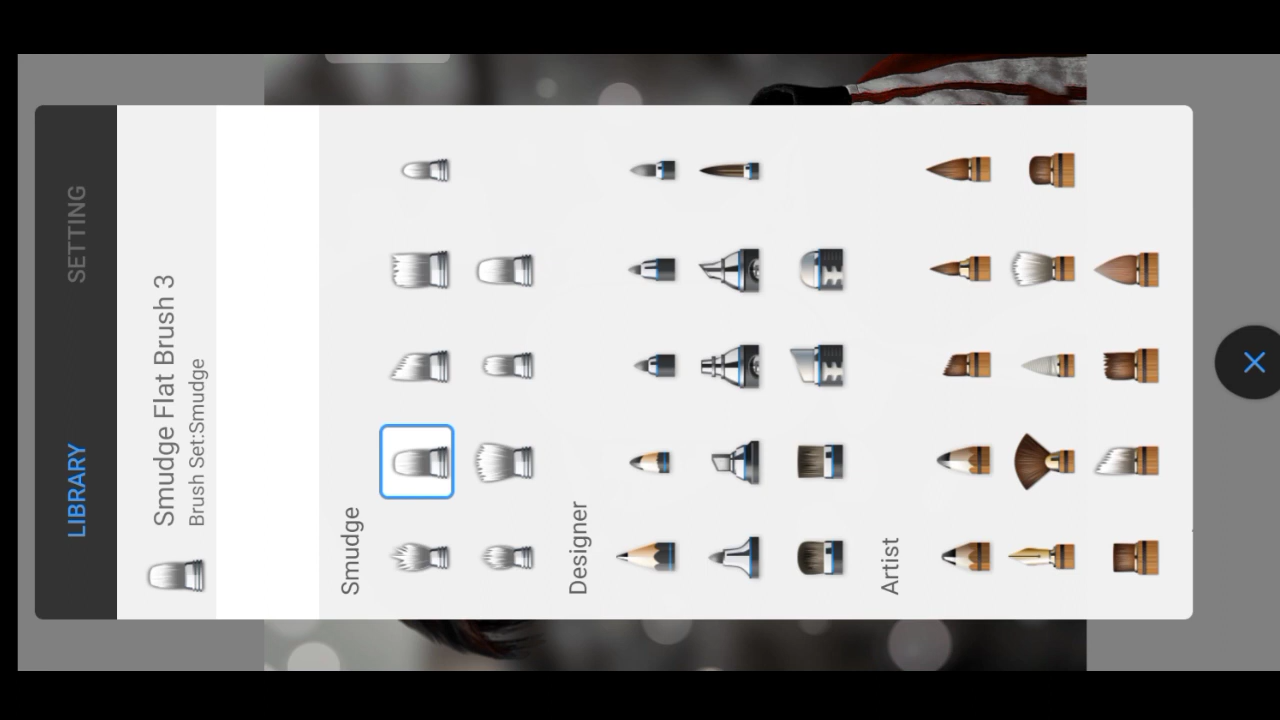 LIBRARY SETTING
Smudge Flat Brush 3
Brush Set:Smudge
Smudge
Designer
Artist